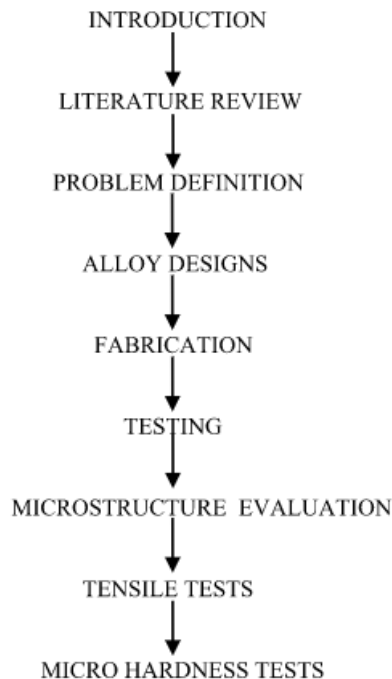 INTRODUCTION
LITERATURE REVIEW
PROBLEM DEFINITION
ALLOY DESIGNS
FABRICATION
TESTING
MICROSTRUCTURE EVALUATION
TENSILE TESTS
MICRO HARDNESS TESTS